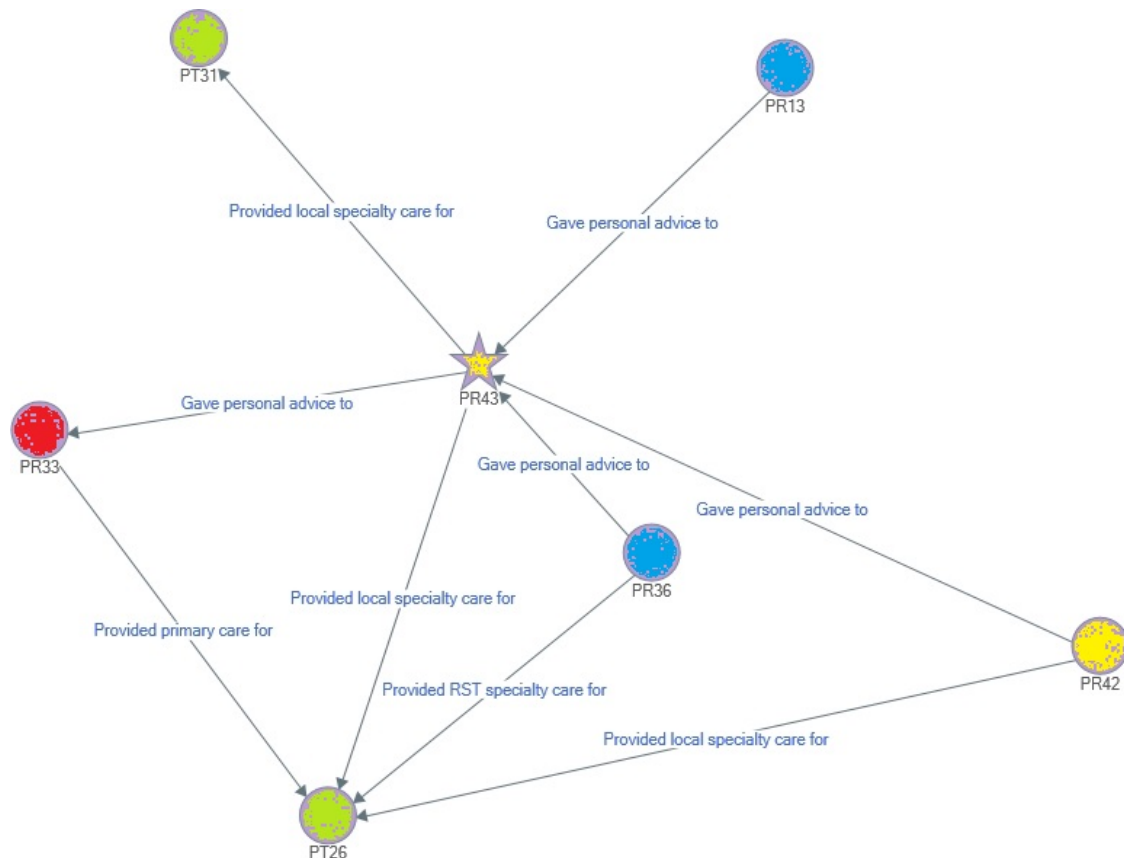 PT31
PR13
Provided local specialty care for
Gave personal advice to
PR43
Gave personal advice to
PR33
Gave personal advice to
Gave personal advice to
PR36
Provided local specialty care for
Provided primary care for
PR42
Provided RST specialty care for
Provided local specialty care for
PT26